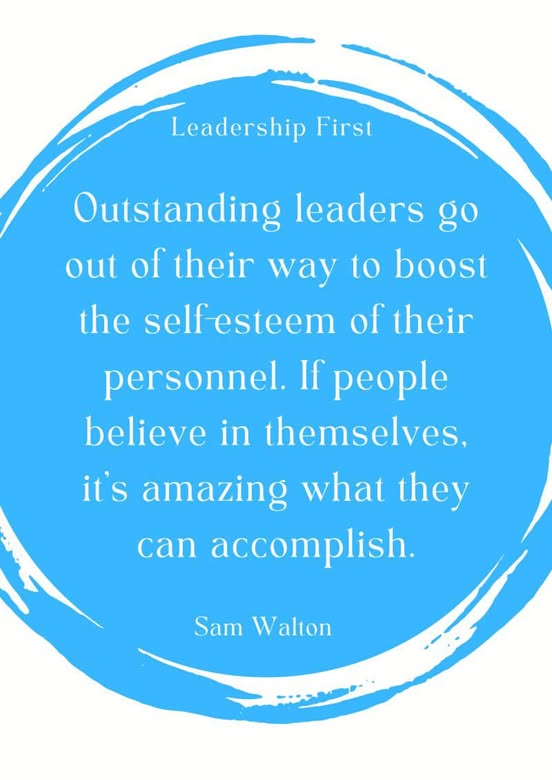 Leadership First
Outstanding leaders go
out of their way to boost
the self-esteem of their
personnel. If people
believe in themselves,
it's amazing what they
can accomplish.
Sam Walton